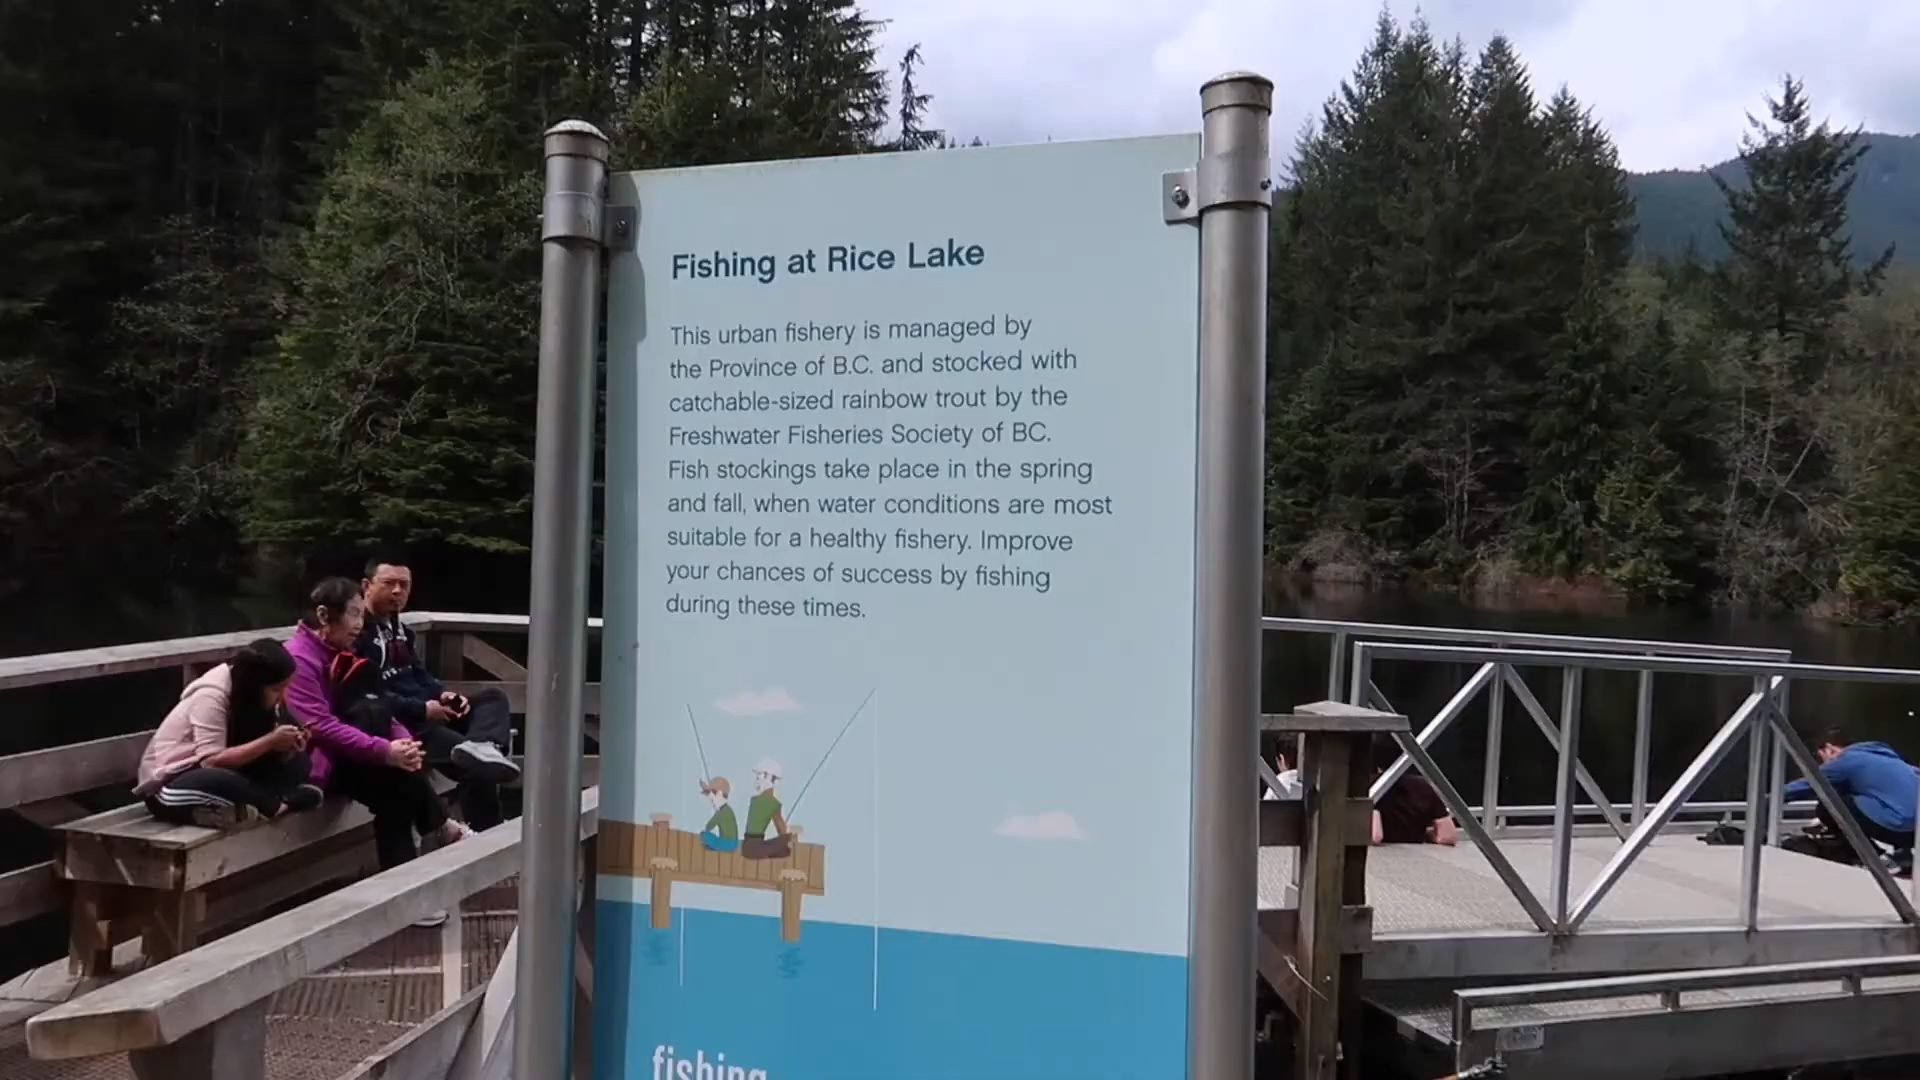 Fishing at Rice Lake
This urban fishery is managed by
the Province of B.C. and stocked with
catchable-sized rainbow trout by the
Freshwater Fisheries Society of BC.
Fish stockings take place in the spring
and fall, when water conditions are most
suitable for a healthy fishery. Improve
your chances of success by fishing
during these times.
fishing